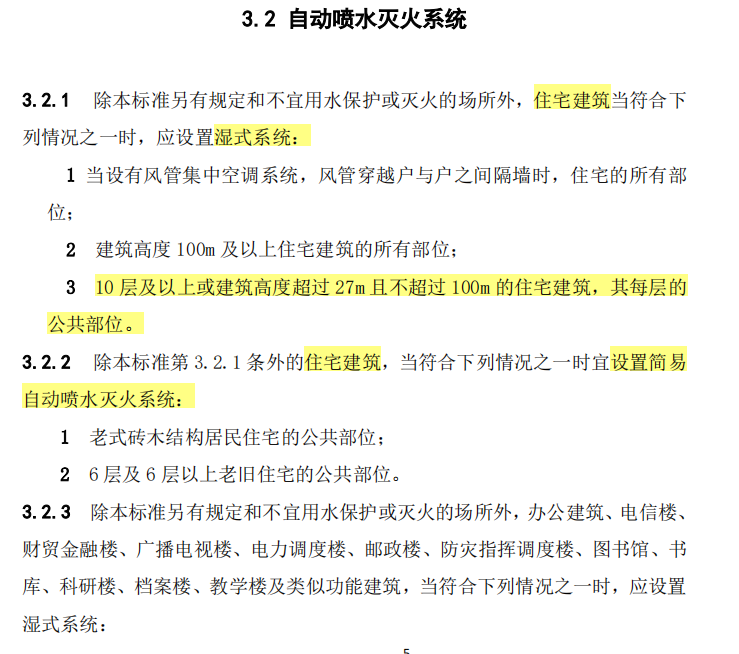 3.2 自动喷水灭火系统
3.2.1 除本标准另有规定和不宜用水保护或灭火的场所外，住宅建筑当符合下
列情况之一时，应设置湿式系统：
1 当设有风管集中空调系统，风管穿越户与户之间隔墙时，住宅的所有部
位；
2 建筑高度 100m 及以上住宅建筑的所有部位；
3 10 层及以上或建筑高度超过 27m 且不超过 100m 的住宅建筑，其每层的
公共部位。
3.2.2 除本标准第 3.2.1 条外的住宅建筑，当符合下列情况之一时宜设置简易
自动喷水灭火系统：
1 老式砖木结构居民住宅的公共部位；
2 6 层及 6 层以上老旧住宅的公共部位。
3.2.3 除本标准另有规定和不宜用水保护或灭火的场所外，办公建筑、电信楼、
财贸金融楼、广播电视楼、电力调度楼、邮政楼、防灾指挥调度楼、图书馆、书
库、科研楼、档案楼、教学楼及类似功能建筑，当符合下列情况之一时，应设置
湿式系统：
5